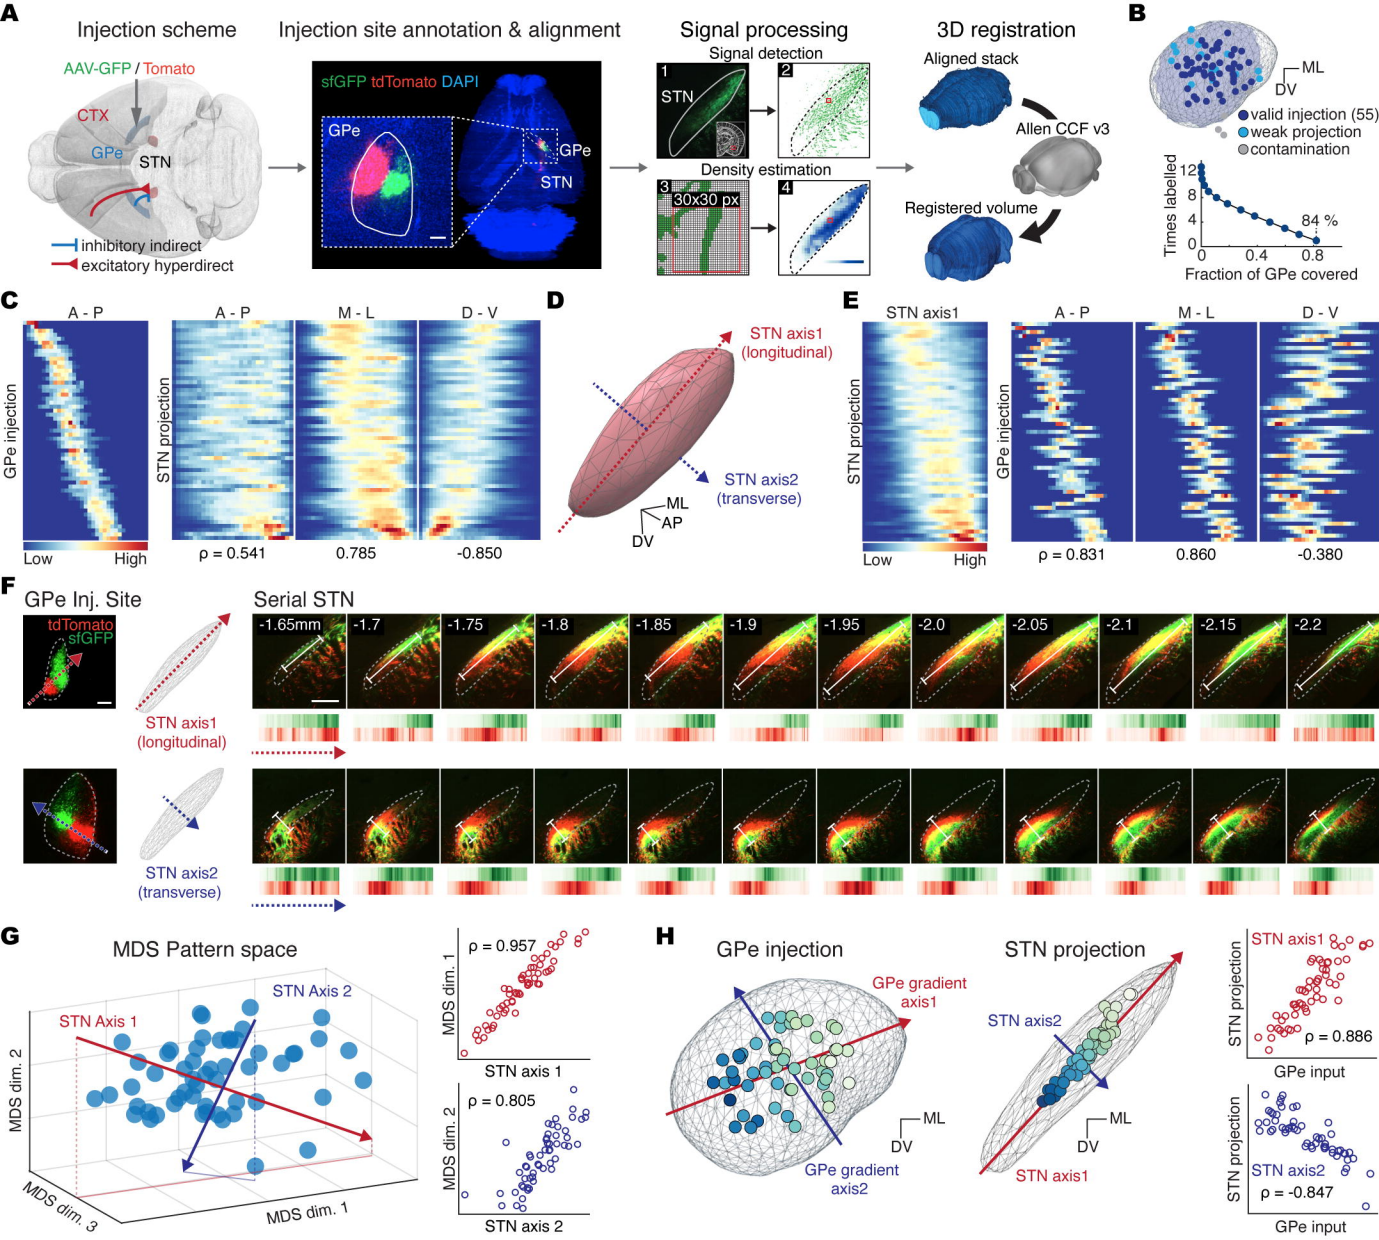 A
Injection scheme
AAV-GFP / Tomato
CTX
GPe
STN
inhibitory indirect
excitatory hyperdirect
Injection site annotation & alignment
sfGFP tdTomato DAPI
GPe
GPe
STN
Signal processing
Signal detection
1
STN
2
Density estimation
3
30x30 px
4
3D registration
Aligned stack
Allen CCF v3
Registered volume
B
ML
DV
valid injection (55)
weak projection
contamination
Times labelled
12
8
4
0
84 %
0
0.4
0.8
Fraction of GPe covered
C
A - P
GPe injection
Low
High
A - P
M - L
D - V
STN projection
ρ = 0.541
0.785
-0.850
D
STN axis1
(longitudinal)
STN axis2
(transverse)
ML
AP
DV
E
STN axis1
STN projection
Low
High
A - P
M - L
D - V
GPe injection
ρ = 0.831
0.860
-0.380
F
GPe Inj. Site
Serial STN
tdTomato
sfGFP
STN axis1
(longitudinal)
-1.65mm
-1.7
-1.75
-1.8
-1.85
-1.9
-1.95
-2.0
-2.05
-2.1
-2.15
-2.2
STN axis2
(transverse)
G
MDS Pattern space
STN Axis 1
STN Axis 2
MDS dim. 2
MDS dim. 3
MDS dim. 1
ρ = 0.957
MDS dim. 1
STN axis 1
ρ = 0.805
MDS dim. 2
STN axis 2
H
GPe injection
GPe gradient
axis1
ML
DV
GPe gradient
axis2
STN projection
STN axis2
ML
DV
STN axis1
STN axis1
STN projection
ρ = 0.886
GPe input
STN projection
STN axis2
ρ = -0.847
GPe input